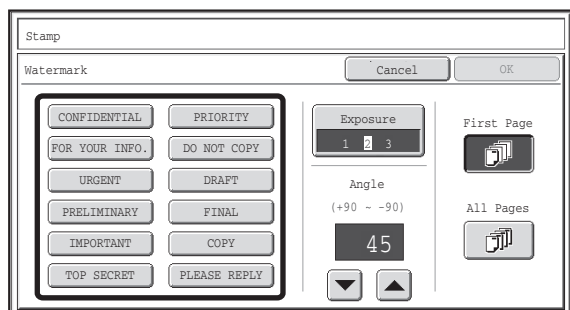 Stamp
Watermark
Cancel
OK
CONFIDENTIAL
PRIORITY
FOR YOUR INFO.
DO NOT COPY
URGENT
DRAFT
PRELIMINARY
FINAL
IMPORTANT
COPY
TOP SECRET
PLEASE REPLY
Exposure
1 2 3
Angle
(+90 ~ -90)
45
First Page
All Pages